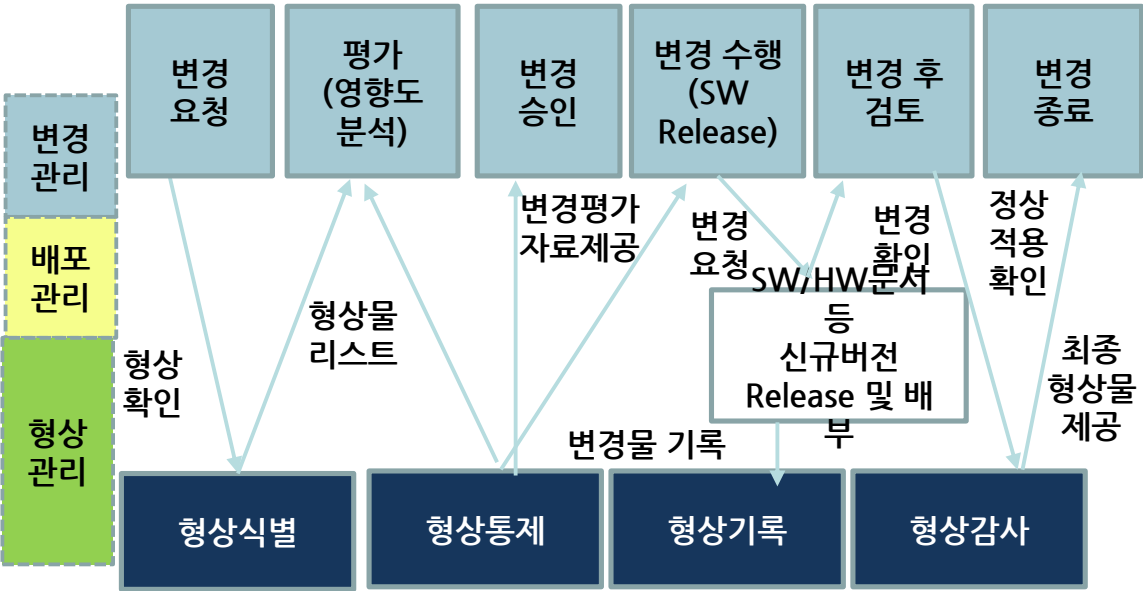 변경
요청
평가
(영향도
분석)
변경
승인
변경 수행
(SW
Release)
변경 후
검토
변경
종료
변경
관리
배포
관리
형상
관리
형상
확인
형상물
리스트
변경평가
자료제공
변경
요청
변경
확인
정상
적용
확인
SW/HW문서
등
신규버전
Release 및 배
부
최종
형상물
제공
변경물 기록
형상식별
형상통제
형상기록
형상감사